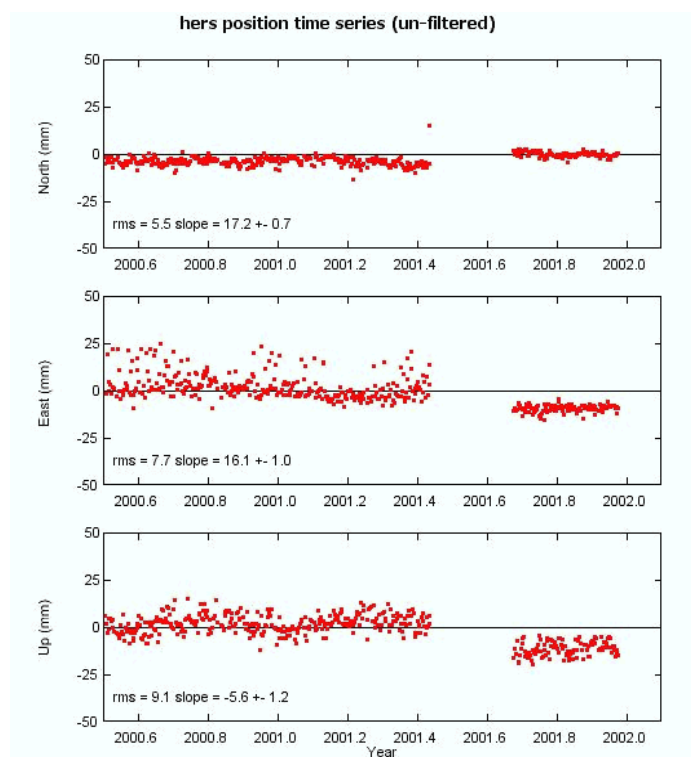 hers position time series (un-filtered)
50
25
0
-25
-50
North (mm)
rms = 5.5 slope = 17.2 +- 0.7
2000.6 2000.8 2001.0 2001.2 2001.4 2001.6 2001.8 2002.0
50
25
0
-25
-50
East (mm)
rms = 7.7 slope = 16.1 +- 1.0
2000.6 2000.8 2001.0 2001.2 2001.4 2001.6 2001.8 2002.0
50
25
0
-25
-50
Up (mm)
rms = 9.1 slope = -5.6 +- 1.2
2000.6 2000.8 2001.0 2001.2 2001.4 2001.6 2001.8 2002.0
Year